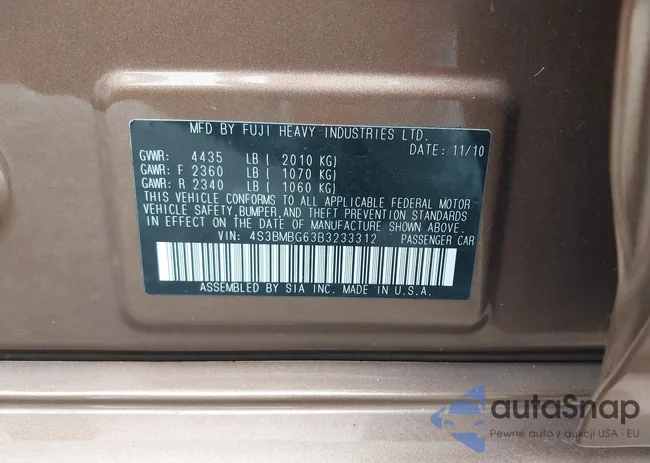 MFD BY FUJI HEAVY INDUSTRIES LTD.
DATE: 11/10
GVWR: 4435 LB ( 2010 KG)
GAWR: F 2360 LB ( 1070 KG)
GAWR: R 2340 LB ( 1060 KG)
THIS VEHICLE CONFORMS TO ALL APPLICABLE FEDERAL MOTOR
VEHICLE SAFETY, BUMPER, AND THEFT PREVENTION STANDARDS
IN EFFECT ON THE DATE OF MANUFACTURE SHOWN ABOVE.
VIN: 4S3BMBG63B3233312 PASSENGER CAR
ASSEMBLED BY SIA INC. MADE IN U.S.A.
autaSnap
Pewne auta z aukcji USA i EU